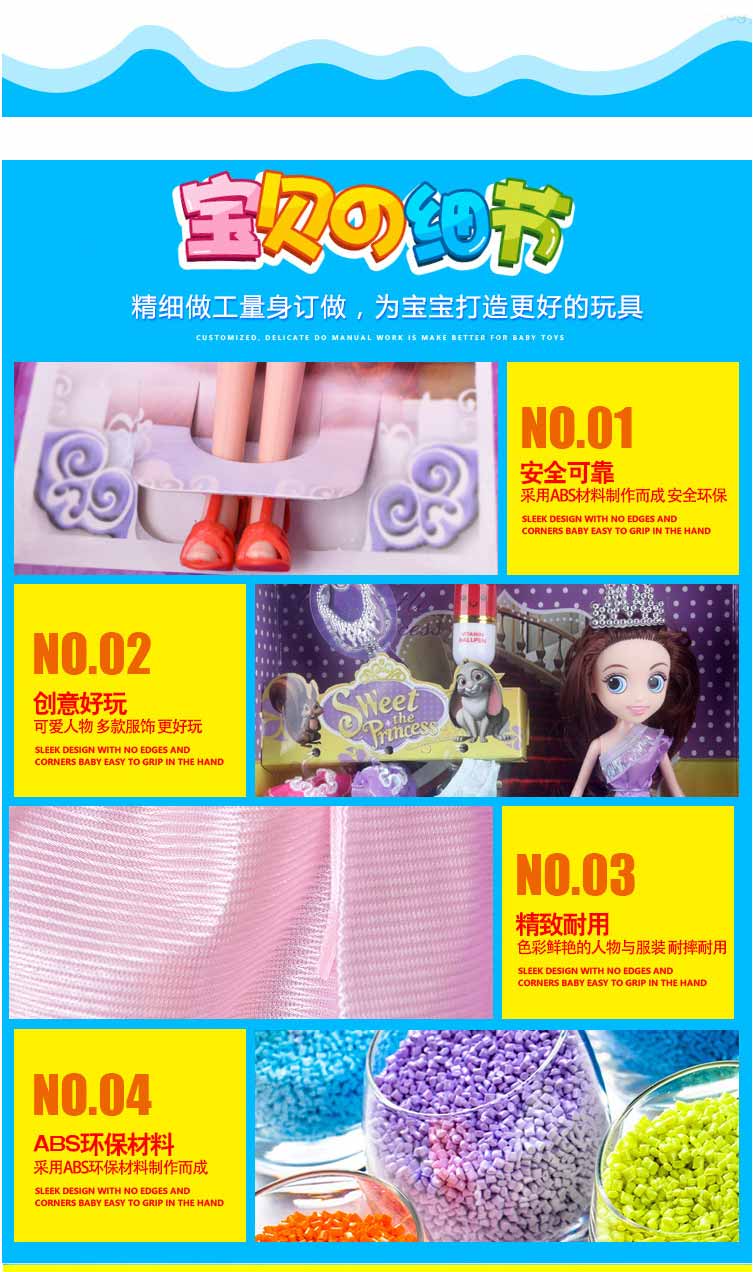 宝贝の细节
精细做工量身订做，为宝宝打造更好的玩具
CUSTOMIZED, DELICATE DO MANUAL WORK IS MAKE BETTER FOR BABY TOYS
NO.01
安全可靠
采用ABS材料制作而成 安全环保
SLEEK DESIGN WITH NO EDGES AND
CORNERS BABY EASY TO GRIP IN THE HAND
NO.02
创意好玩
可爱人物 多款服饰 更好玩
SLEEK DESIGN WITH NO EDGES AND
CORNERS BABY EASY TO GRIP IN THE HAND
VITAMIN
BALLPEN
Sweet
the
Princess
NO.03
精致耐用
色彩鲜艳的人物与服装 耐摔耐用
SLEEK DESIGN WITH NO EDGES AND
CORNERS BABY EASY TO GRIP IN THE HAND
NO.04
ABS环保材料
采用ABS环保材料制作而成
SLEEK DESIGN WITH NO EDGES AND
CORNERS BABY EASY TO GRIP IN THE HAND